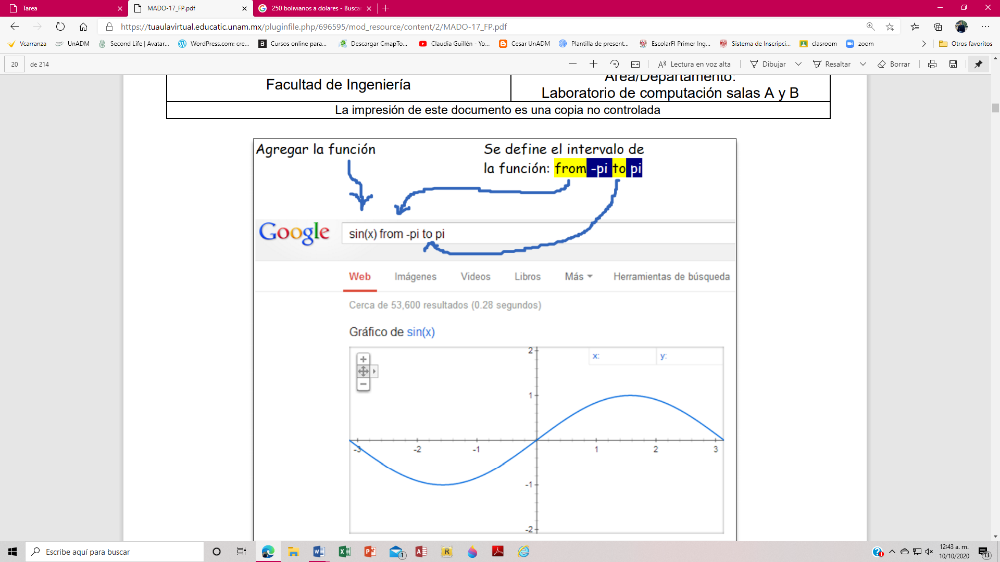 Tarea
MADO-17_FP.pdf
250 bolivianos a dolares - Busca
https://tuaulavirtual.educatic.unam.mx/pluginfile.php/696595/mod_resource/content/2/MADO-17_FP.pdf
Vcarranza
UnADM
Second Life | Avatar...
WordPress.com: cre...
Cursos online para...
Descargar CmapTo...
Claudia Guillén - Yo...
Cesar UnADM
Plantilla de present...
EscolarFI Primer Ing...
Sistema de Inscripci...
clasroom
zoom
Otros favoritos
20 de 214
Lectura en voz alta
Dibujar
Resaltar
Borrar
Facultad de Ingeniería
Área/Departamento:
Laboratorio de computación salas A y B
La impresión de este documento es una copia no controlada
Agregar la función
Se define el intervalo de
la función: from -pi to pi
Google
sin(x) from -pi to pi
Web Imágenes Videos Libros Más Herramientas de búsqueda
Cerca de 53,600 resultados (0.28 segundos)
Gráfico de sin(x)
x: y:
2
1
-3 -2 -1 1 2 3
-1
-2
Escribe aquí para buscar
1
12:43 a. m.
10/10/2020
13